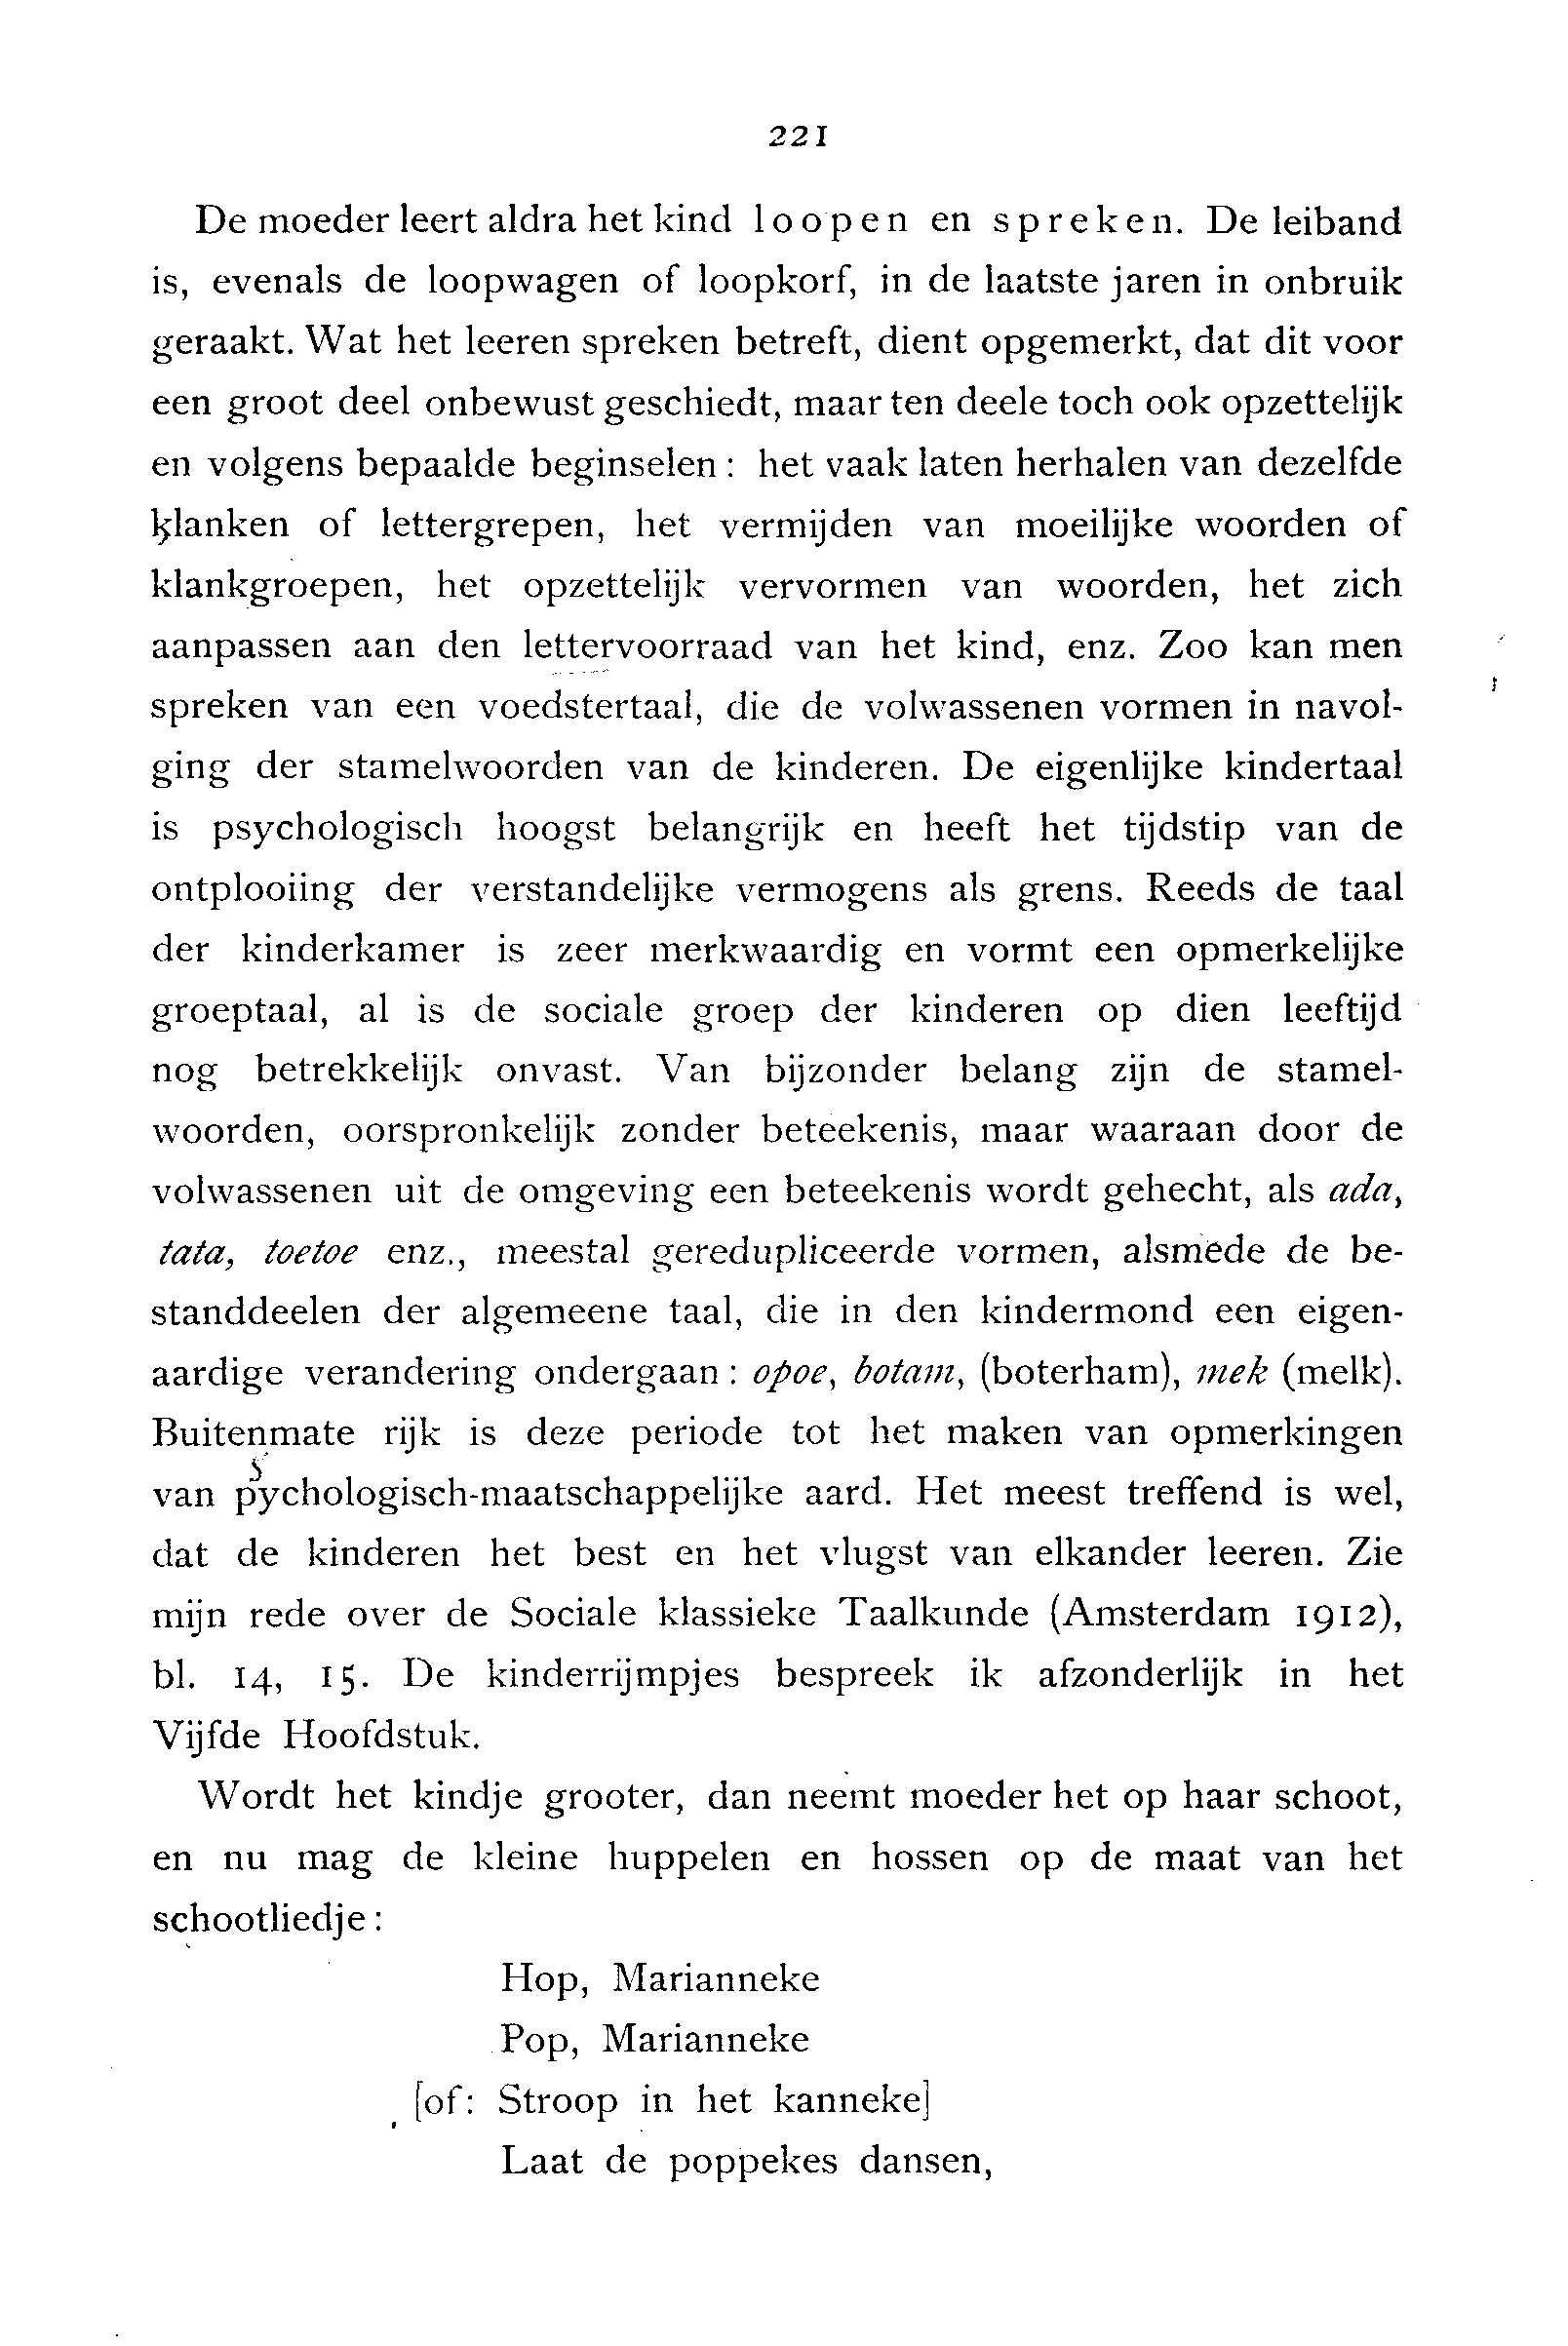 221
De moeder leert aldra het kind loopen en spreken. De leiband
is, evenals de loopwagen of loopkorf, in de laatste jaren in onbruik
geraakt. Wat het leeren spreken betreft, dient opgemerkt, dat dit voor
een groot deel onbewust geschiedt, maar ten deele toch ook opzettelijk
en volgens bepaalde beginselen : het vaak laten herhalen van dezelfde
klanken of lettergrepen, het vermijden van moeilijke woorden of
klankgroepen, het opzettelijk vervormen van woorden, het zich
aanpassen aan den lettervoorraad van het kind, enz. Zoo kan men
spreken van een voedstertaal, die de volwassenen vormen in navol-
ging der stamelwoorden van de kinderen. De eigenlijke kindertaal
is psychologisch hoogst belangrijk en heeft het tijdstip van de
ontplooiing der verstandelijke vermogens als grens. Reeds de taal
der kinderkamer is zeer merkwaardig en vormt een opmerkelijke
groeptaal, al is de sociale groep der kinderen op dien leeftijd
nog betrekkelijk onvast. Van bijzonder belang zijn de stamel-
woorden, oorspronkelijk zonder beteekenis, maar waaraan door de
volwassenen uit de omgeving een beteekenis wordt gehecht, als ada,
tata, toetoe enz., meestal geredupliceerde vormen, alsmede de be-
standdeelen der algemeene taal, die in den kindermond een eigen-
aardige verandering ondergaan : opoe, botam, (boterham), mek (melk).
Buitenmate rijk is deze periode tot het maken van opmerkingen
s
van pychologisch-maatschappelijke aard. Het meest treffend is wel,
dat de kinderen het best en het vlugst van elkander leeren. Zie
mijn rede over de Sociale klassieke Taalkunde (Amsterdam 1912),
bl. 14, 15. De kinderrijmpjes bespreek ik afzonderlijk in het
Vijfde Hoofdstuk.
Wordt het kindje grooter, dan neemt moeder het op haar schoot,
en nu mag de kleine huppelen en hossen op de maat van het
schootliedje :
Hop, Marianneke
Pop, Marianneke
[of: Stroop in het kanneke]
Laat de poppekes dansen,